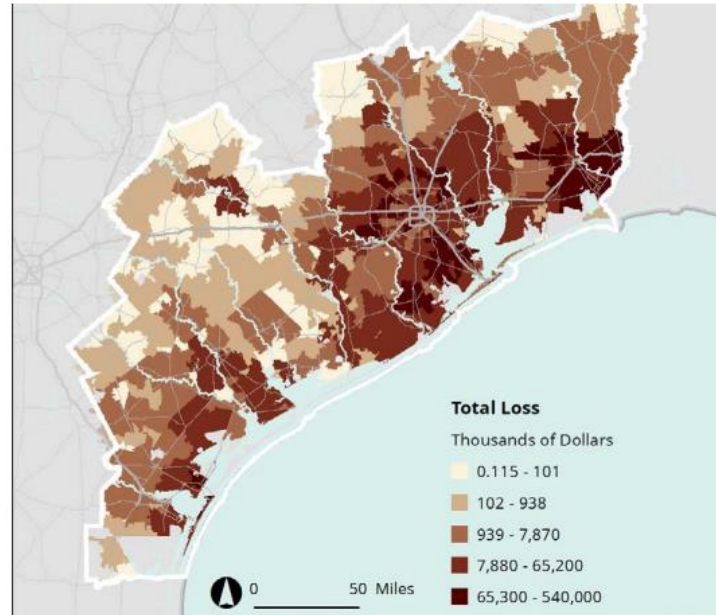 Total Loss
Thousands of Dollars
0.115 - 101
102 - 938
939 - 7,870
7,880 - 65,200
65,300 - 540,000
0 50 Miles